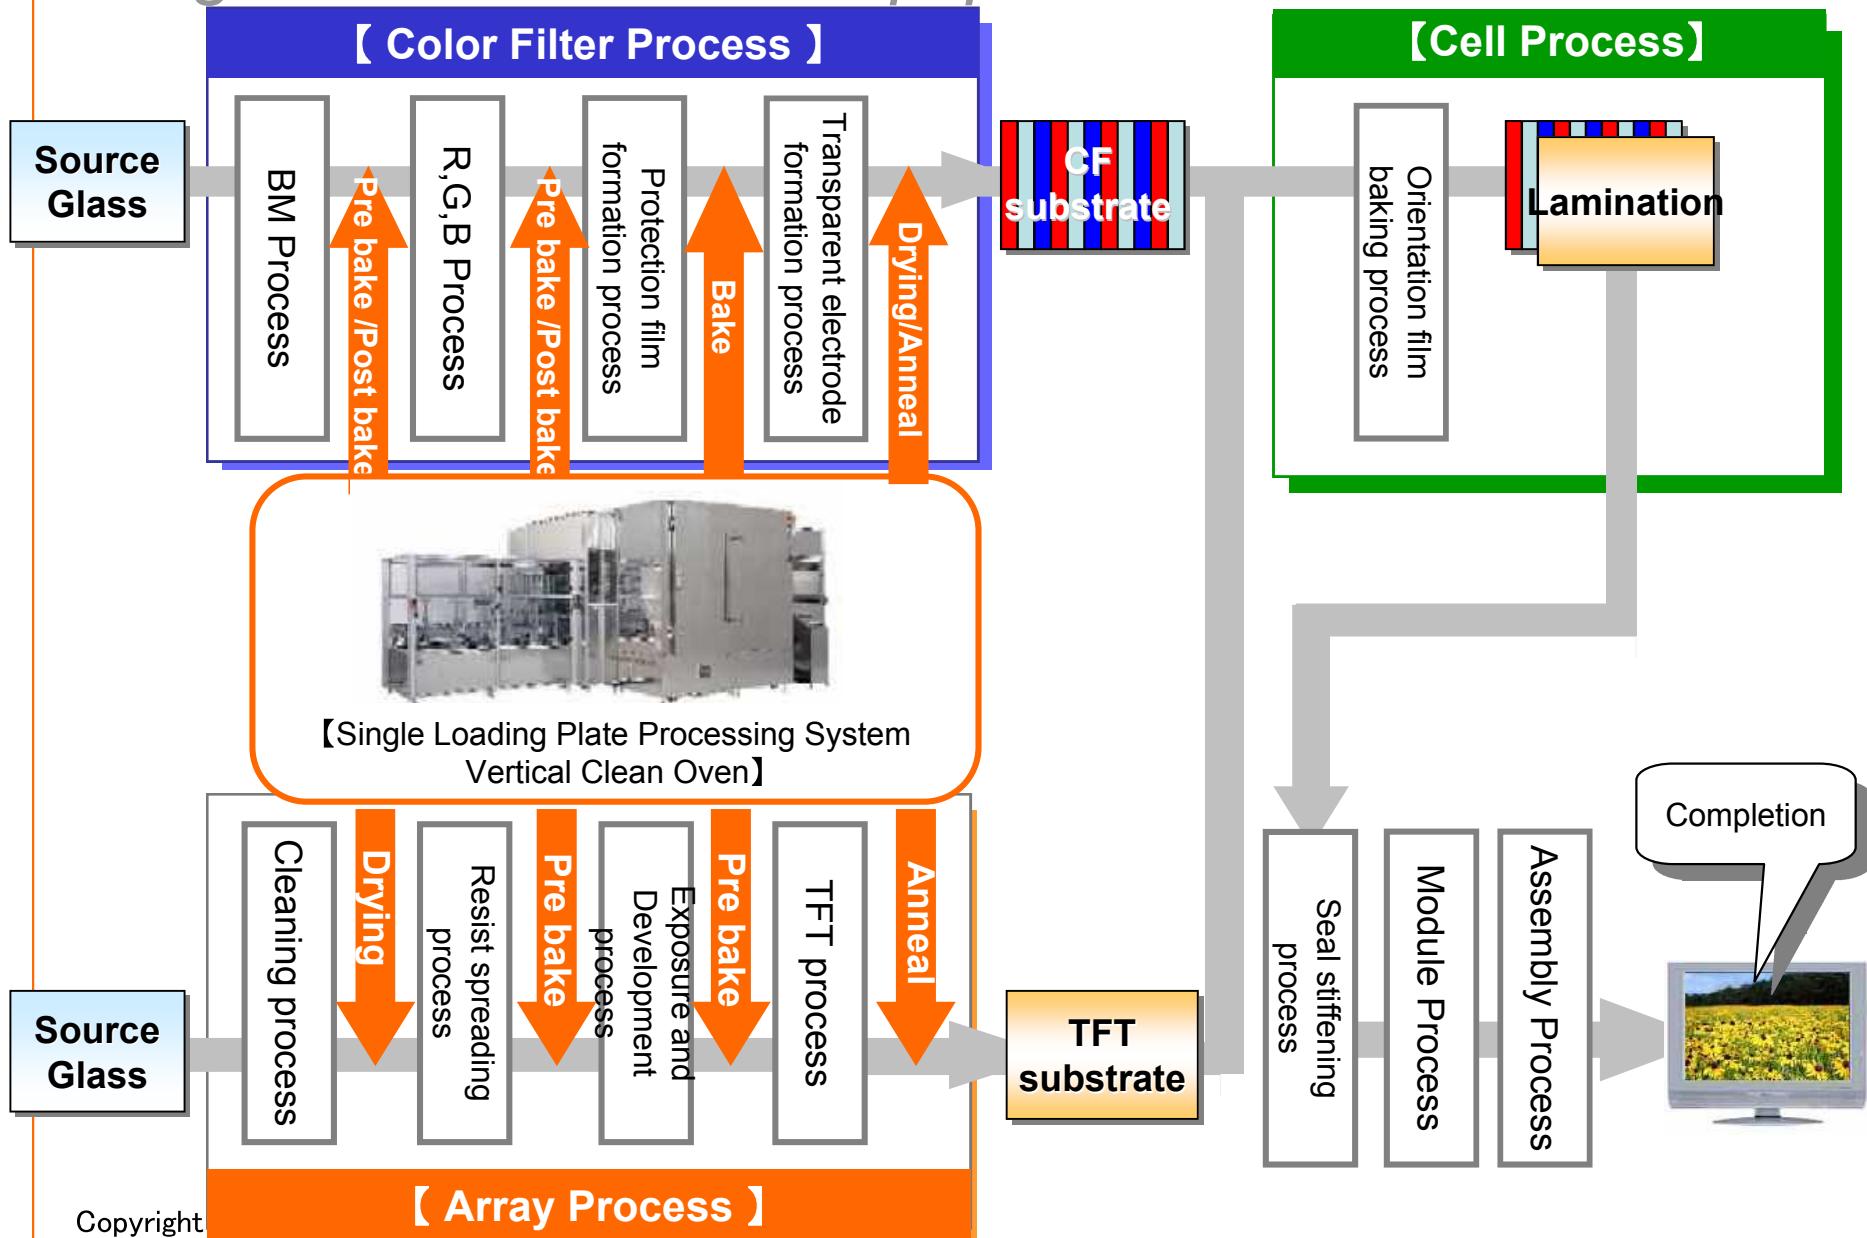 【 Color Filter Process 】
【Cell Process】
Source
Glass
BM Process
Pre bake /Post bake
R,G,B Process
Pre bake /Post bake
Protection film
formation process
Bake
Transparent electrode
formation process
Drying/Anneal
CF
substrate
Orientation film
baking process
Lamination
【Single Loading Plate Processing System
Vertical Clean Oven】
Source
Glass
Cleaning process
Drying
Resist spreading
process
Pre bake
Exposure and
Development
process
Pre bake
TFT process
Anneal
TFT
substrate
Seal stiffening
process
Module Process
Assembly Process
Completion
【 Array Process 】
Copyright